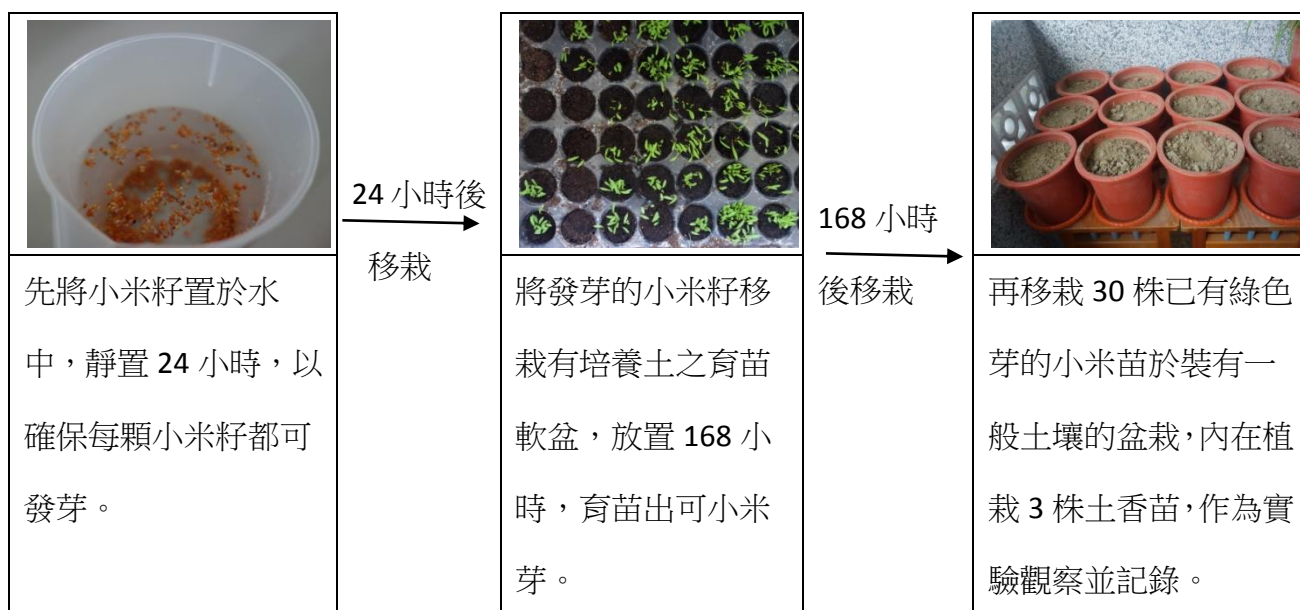 先將小米籽置於水
中，靜置 24 小時，以
確保每顆小米籽都可
發芽。
24 小時後
移栽
將發芽的小米籽移
栽有培養土之育苗
軟盆，放置 168 小
時，育苗出可小米
芽。
168 小時
後移栽
再移栽 30 株已有綠色
芽的小米苗於裝有一
般土壤的盆栽，內在植
栽 3 株土香苗，作為實
驗觀察並記錄。